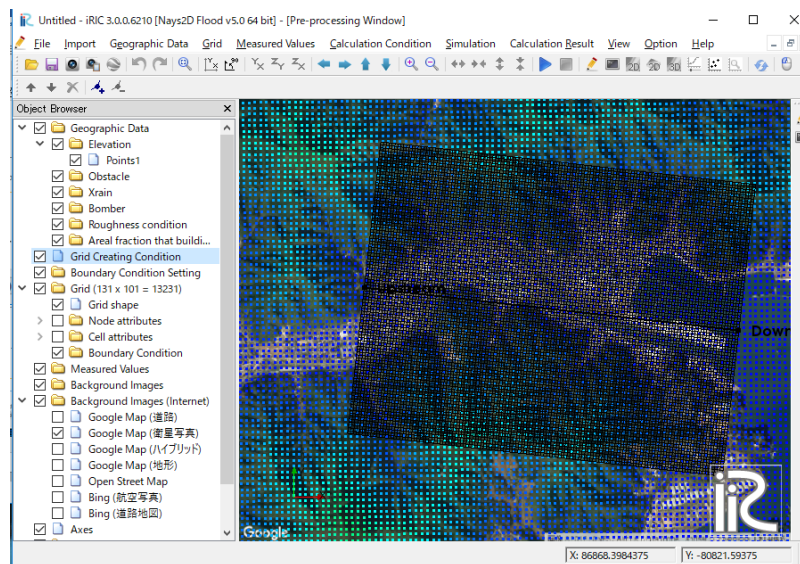 Untitled - iRIC 3.0.0.6210 [Nays2D Flood v5.0 64 bit] - [Pre-processing Window]
File Import Geographic Data Grid Measured Values Calculation Condition Simulation Calculation Result View Option Help
Object Browser
Geographic Data
Elevation
Points1
Obstacle
Xrain
Bomber
Roughness condition
Areal fraction that buildi...
Grid Creating Condition
Boundary Condition Setting
Grid (131 x 101 = 13231)
Grid shape
Node attributes
Cell attributes
Boundary Condition
Measured Values
Background Images
Background Images (Internet)
Google Map (道路)
Google Map (衛星写真)
Google Map (ハイブリッド)
Google Map (地形)
Open Street Map
Bing (航空写真)
Bing (道路地図)
Axes
Upstream
Down
Google
iRiC
X: 86868.3984375
Y: -80821.59375